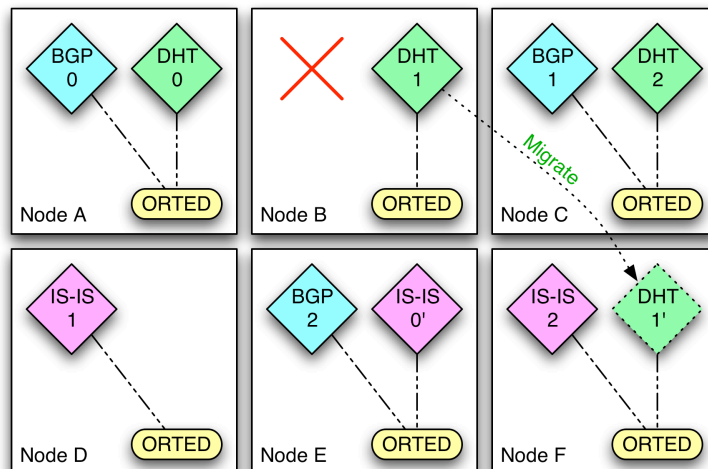 BGP
0
DHT
0
ORTED
Node A
DHT
1
ORTED
Node B
BGP
1
DHT
2
ORTED
Node C
Migrate
IS-IS
1
ORTED
Node D
BGP
2
IS-IS
0'
ORTED
Node E
IS-IS
2
DHT
1'
ORTED
Node F